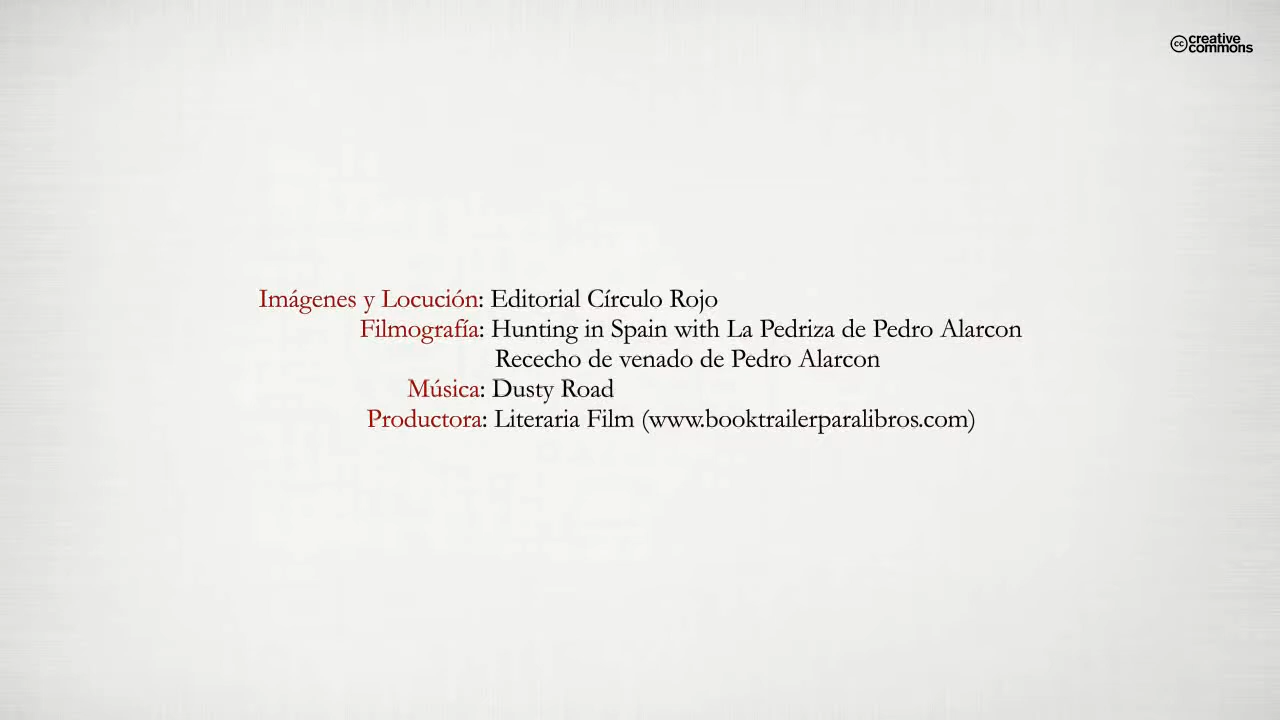 cc creative
commons
Imágenes y Locución: Editorial Círculo Rojo
Filmografía: Hunting in Spain with La Pedriza de Pedro Alarcon
Rececho de venado de Pedro Alarcon
Música: Dusty Road
Productora: Literaria Film (www.booktrailerparalibros.com)